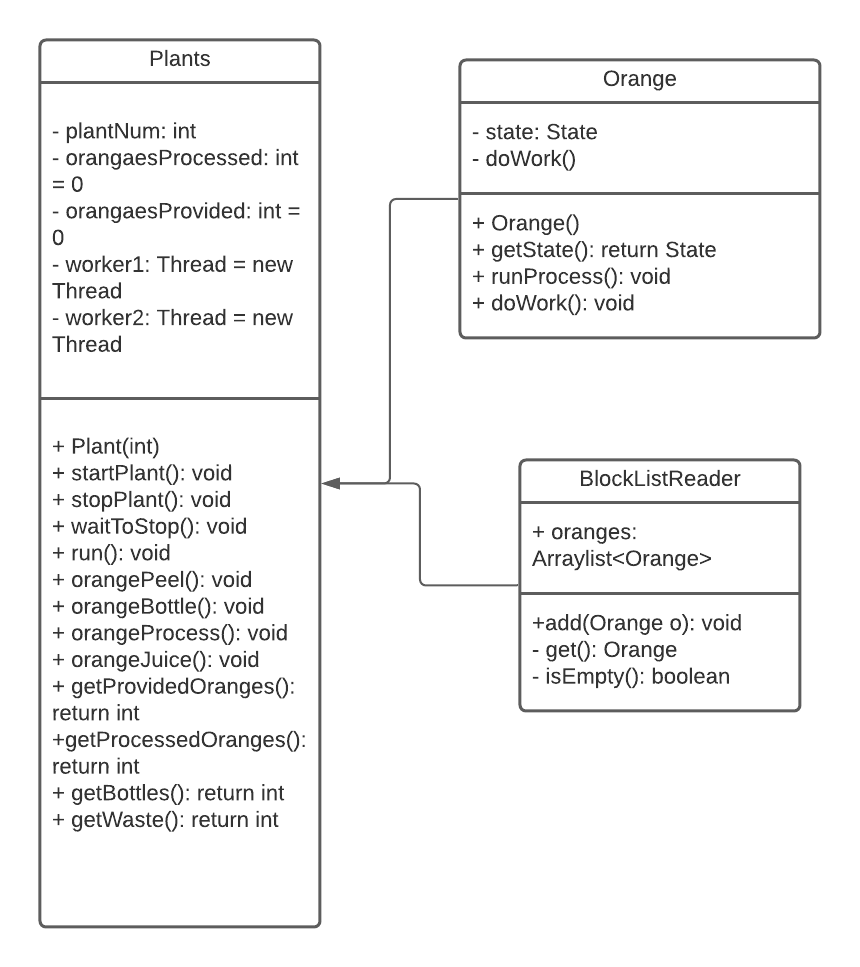 Plants
- plantNum: int
- orangaesProcessed: int
= 0
- orangaesProvided: int =
0
- worker1: Thread = new
Thread
- worker2: Thread = new
Thread
+ Plant(int)
+ startPlant(): void
+ stopPlant(): void
+ waitToStop(): void
+ run(): void
+ orangePeel(): void
+ orangeBottle(): void
+ orangeProcess(): void
+ orangeJuice(): void
+ getProvidedOranges():
return int
+getProcessedOranges():
return int
+ getBottles(): return int
+ getWaste(): return int
Orange
- state: State
- doWork()
+ Orange()
+ getState(): return State
+ runProcess(): void
+ doWork(): void
BlockListReader
+ oranges:
Arraylist<Orange>
+add(Orange o): void
- get(): Orange
- isEmpty(): boolean